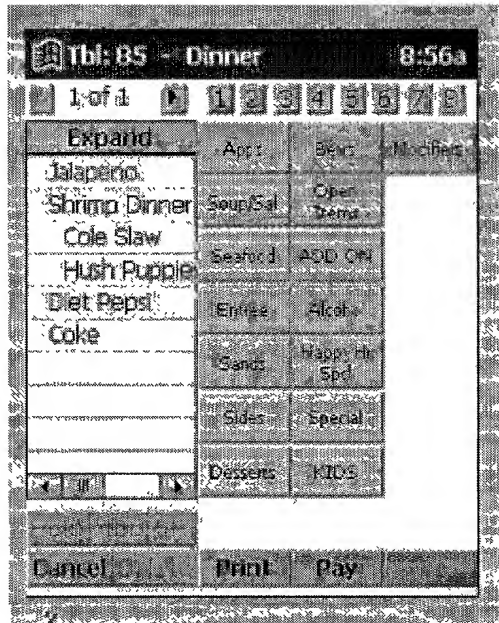 Tbl: B5 - Dinner 8:56a
1 of 1 1 2 3 4 5 6 7 8
Expand
Jalapeno
Shrimp Dinner
Cole Slaw
Hush Puppie
Diet Pepsi
Coke
Apps Bevs Modifiers
Soup/Sal Open Items
Seafood ADD ON
Entree Alcohol
Sands Happy Hr Spcl
Sides Special
Desserts KIDS
Cancel Print Pay